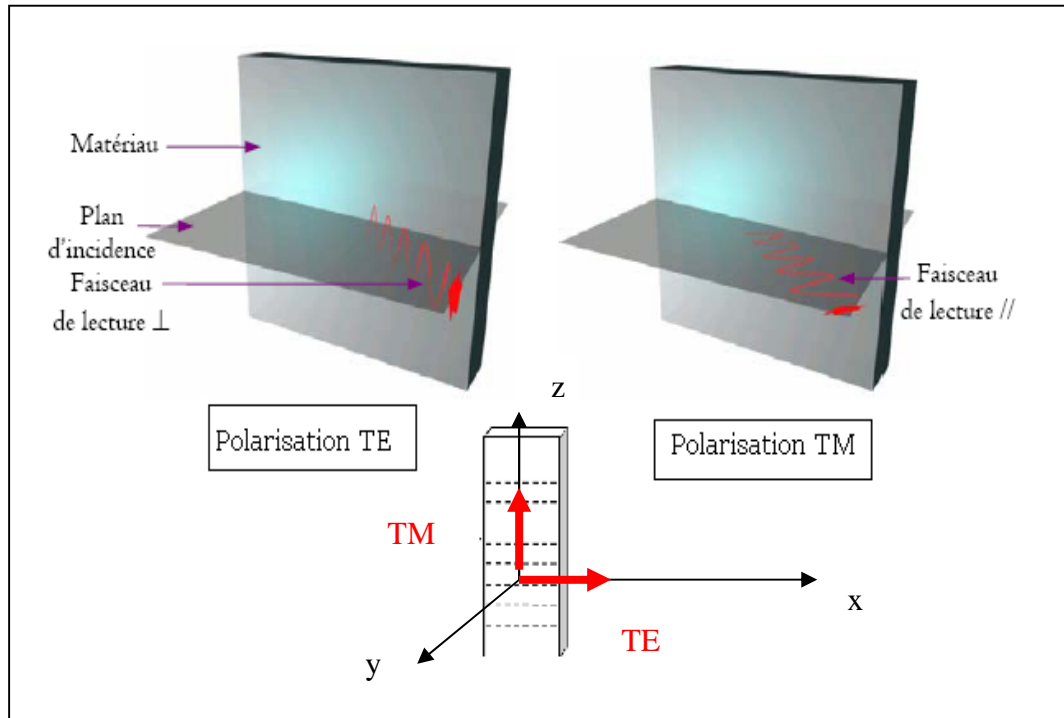 Matériau
Plan
d'incidence
Faisceau
de lecture ⊥
Faisceau
de lecture //
Polarisation TE
z
Polarisation TM
TM
x
TE
y